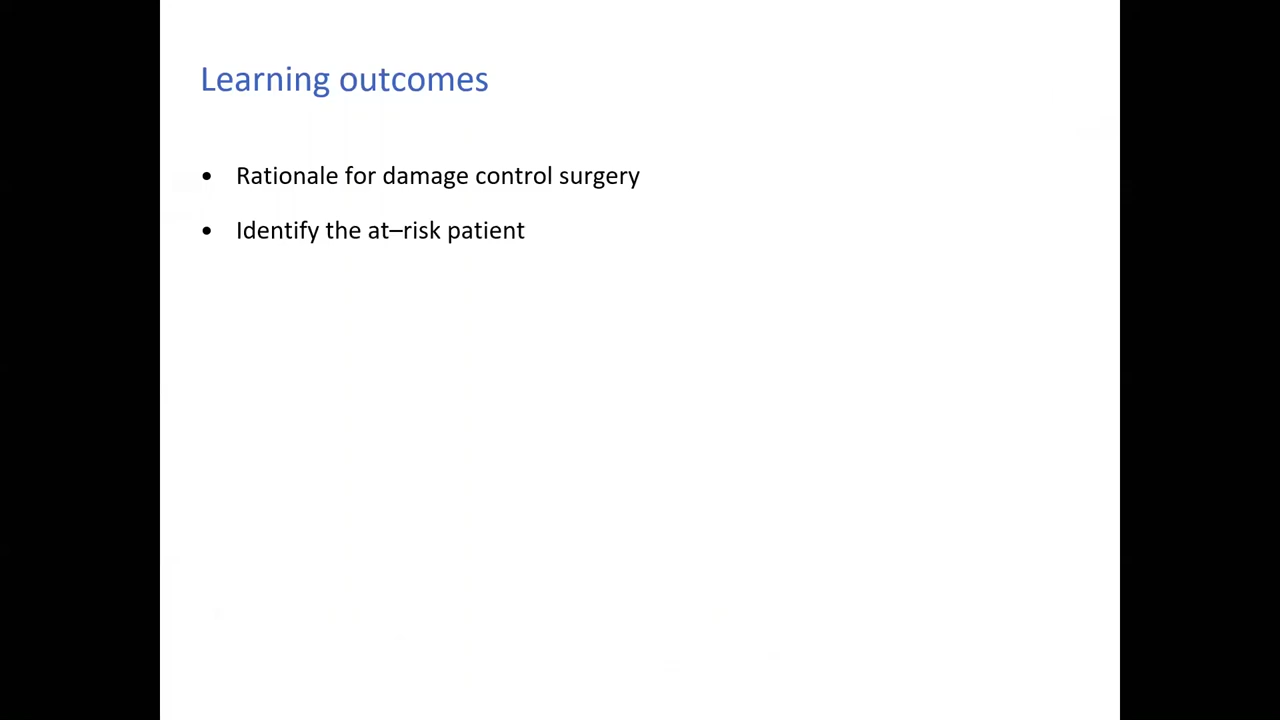 Learning outcomes
• Rationale for damage control surgery
• Identify the at–risk patient